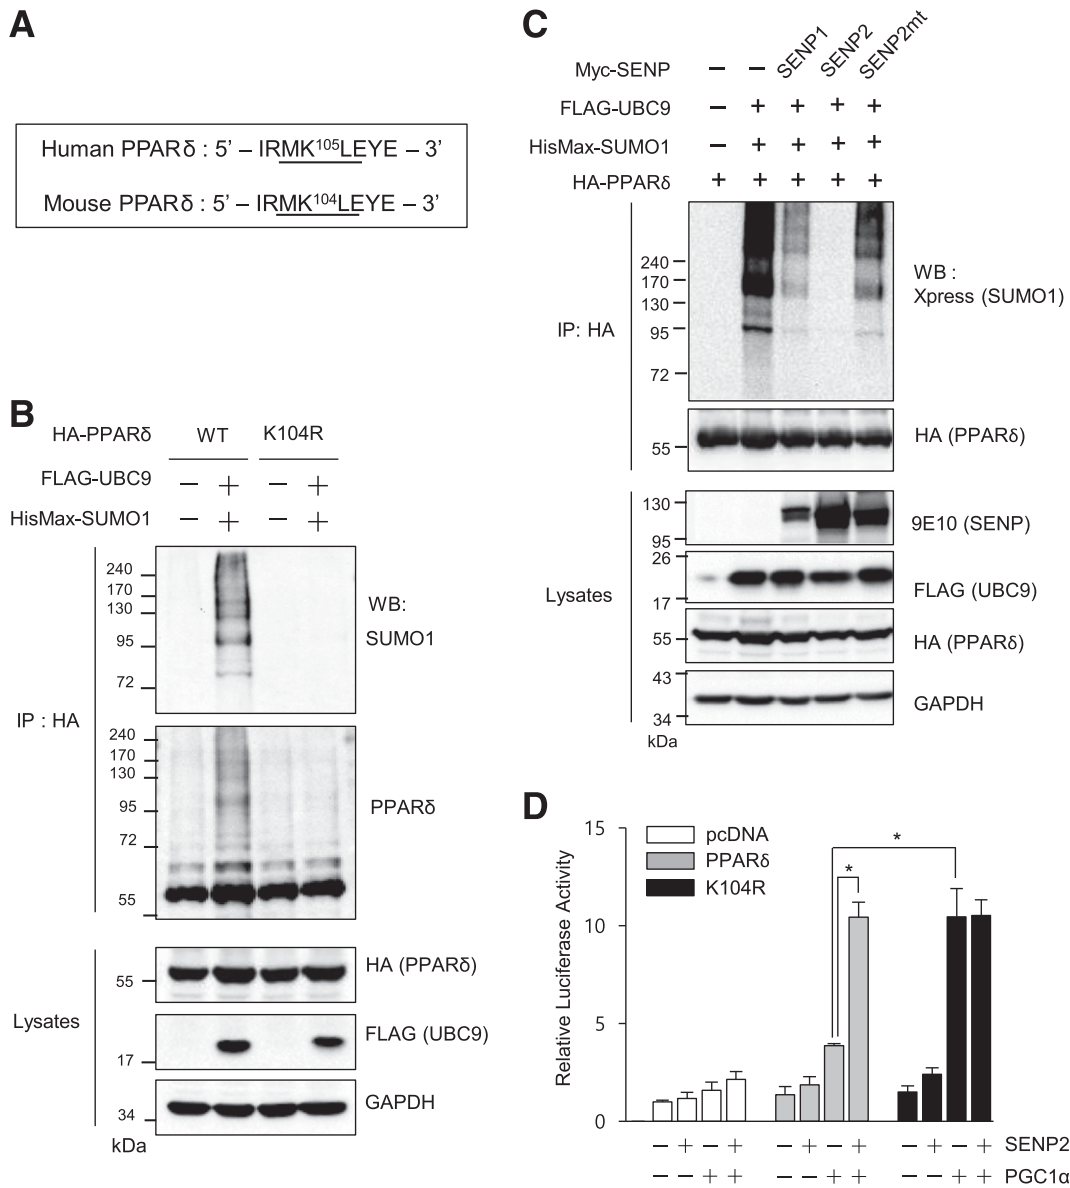 A
Human PPARδ : 5’ – IRMK¹⁰⁵LEYE – 3’
Mouse PPARδ : 5’ – IRMK¹⁰⁴LEYE – 3’
B
HA-PPARδ WT K104R
FLAG-UBC9 – + – +
HisMax-SUMO1 – + – +
240
170
130
95
72
WB:
SUMO1
IP : HA
240
170
130
95
72
55
PPARδ
Lysates
55
HA (PPARδ)
17
FLAG (UBC9)
34
GAPDH
kDa
C
Myc-SENP – – SENP1 SENP2 SENP2mt
FLAG-UBC9 – + + + +
HisMax-SUMO1 – + + + +
HA-PPARδ + + + + +
IP: HA
240
170
130
95
72
WB :
Xpress (SUMO1)
55
HA (PPARδ)
Lysates
130
95
9E10 (SENP)
26
17
FLAG (UBC9)
55
HA (PPARδ)
43
34
GAPDH
kDa
D
Relative Luciferase Activity
15
10
5
0
pcDNA
PPARδ
K104R
*
*
– + – + – + – + – + – + SENP2
– – + + – – + + – – + + PGC1α